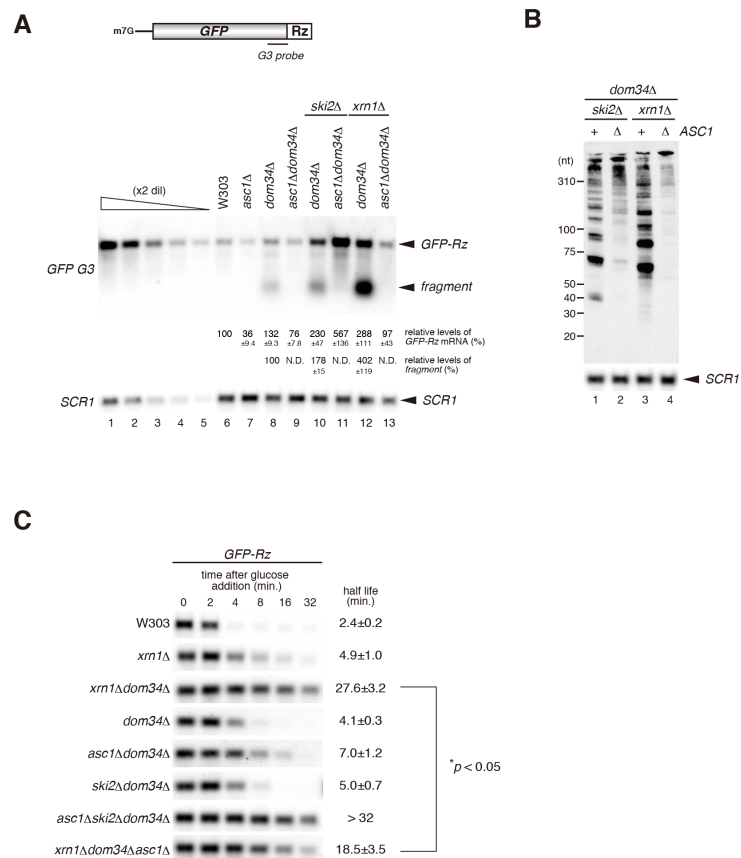 A
m7G
GFP
Rz
G3 probe
ski2Δ
xrn1Δ
(x2 dil)
W303
asc1Δ
dom34Δ
asc1Δdom34Δ
dom34Δ
asc1Δdom34Δ
dom34Δ
asc1Δdom34Δ
GFP G3
GFP-Rz
fragment
100 36 132 76 230 567 288 97
±9.4 ±9.3 ±7.8 ±47 ±136 ±111 ±43
relative levels of
GFP-Rz mRNA (%)
100 N.D. 178 N.D. 402 N.D.
±15 ±119
relative levels of
fragment (%)
SCR1
SCR1
1 2 3 4 5 6 7 8 9 10 11 12 13
B
dom34Δ
ski2Δ xrn1Δ
+ Δ + Δ ASC1
(nt)
310
100
75
50
40
30
20
SCR1
1 2 3 4
C
GFP-Rz
time after glucose
addition (min.)
half life
(min.)
0 2 4 8 16 32
W303 2.4±0.2
xrn1Δ 4.9±1.0
xrn1Δdom34Δ 27.6±3.2
dom34Δ 4.1±0.3
asc1Δdom34Δ 7.0±1.2
*p < 0.05
ski2Δdom34Δ 5.0±0.7
asc1Δski2Δdom34Δ > 32
xrn1Δdom34Δasc1Δ 18.5±3.5